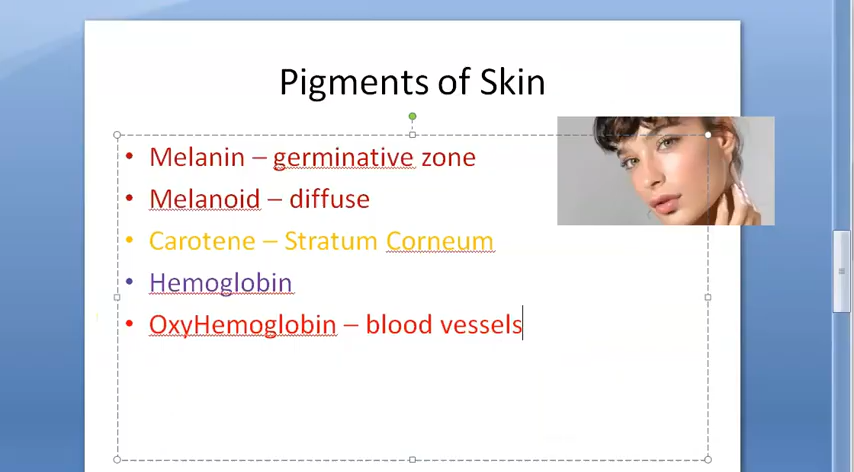 Pigments of Skin
• Melanin – germinative zone
• Melanoid – diffuse
• Carotene – Stratum Corneum
• Hemoglobin
• OxyHemoglobin – blood vessels